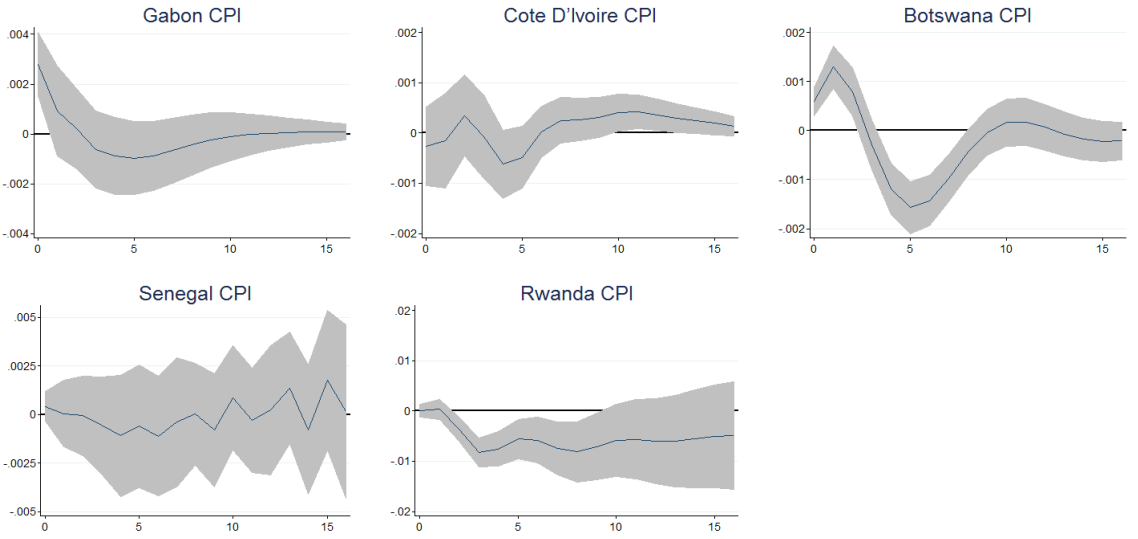 Gabon CPI
.004
.002
0
-.002
-.004
0 5 10 15
Cote D'Ivoire CPI
.002
.001
0
-.001
-.002
0 5 10 15
Botswana CPI
.002
.001
0
-.001
-.002
0 5 10 15
Senegal CPI
.005
.0025
0
-.0025
-.005
0 5 10 15
Rwanda CPI
.02
.01
0
-.01
-.02
0 5 10 15